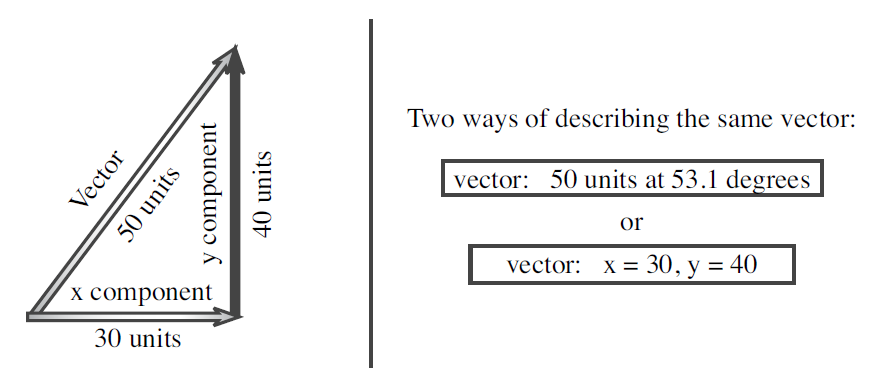 Vector
50 units
y component
40 units
x component
30 units
Two ways of describing the same vector:
vector: 50 units at 53.1 degrees
or
vector: x = 30, y = 40